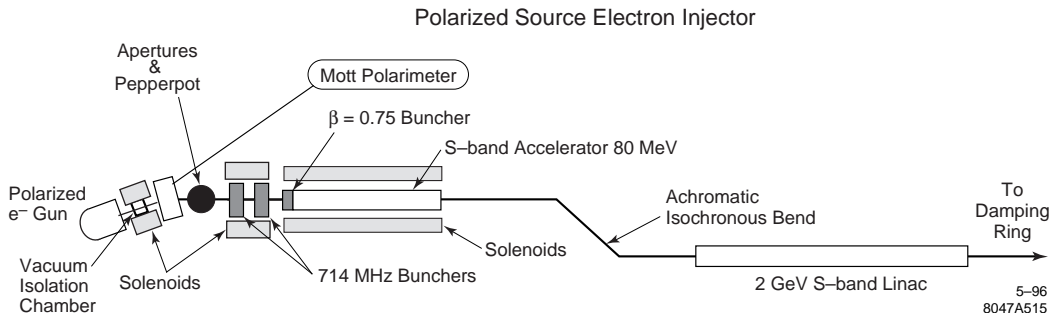 Polarized Source Electron Injector
Apertures
&
Pepperpot
Mott Polarimeter
β = 0.75 Buncher
S–band Accelerator 80 MeV
Polarized
e– Gun
Achromatic
Isochronous Bend
To
Damping
Ring
Vacuum
Isolation
Chamber
Solenoids
714 MHz Bunchers
Solenoids
2 GeV S–band Linac
5–96
8047A515